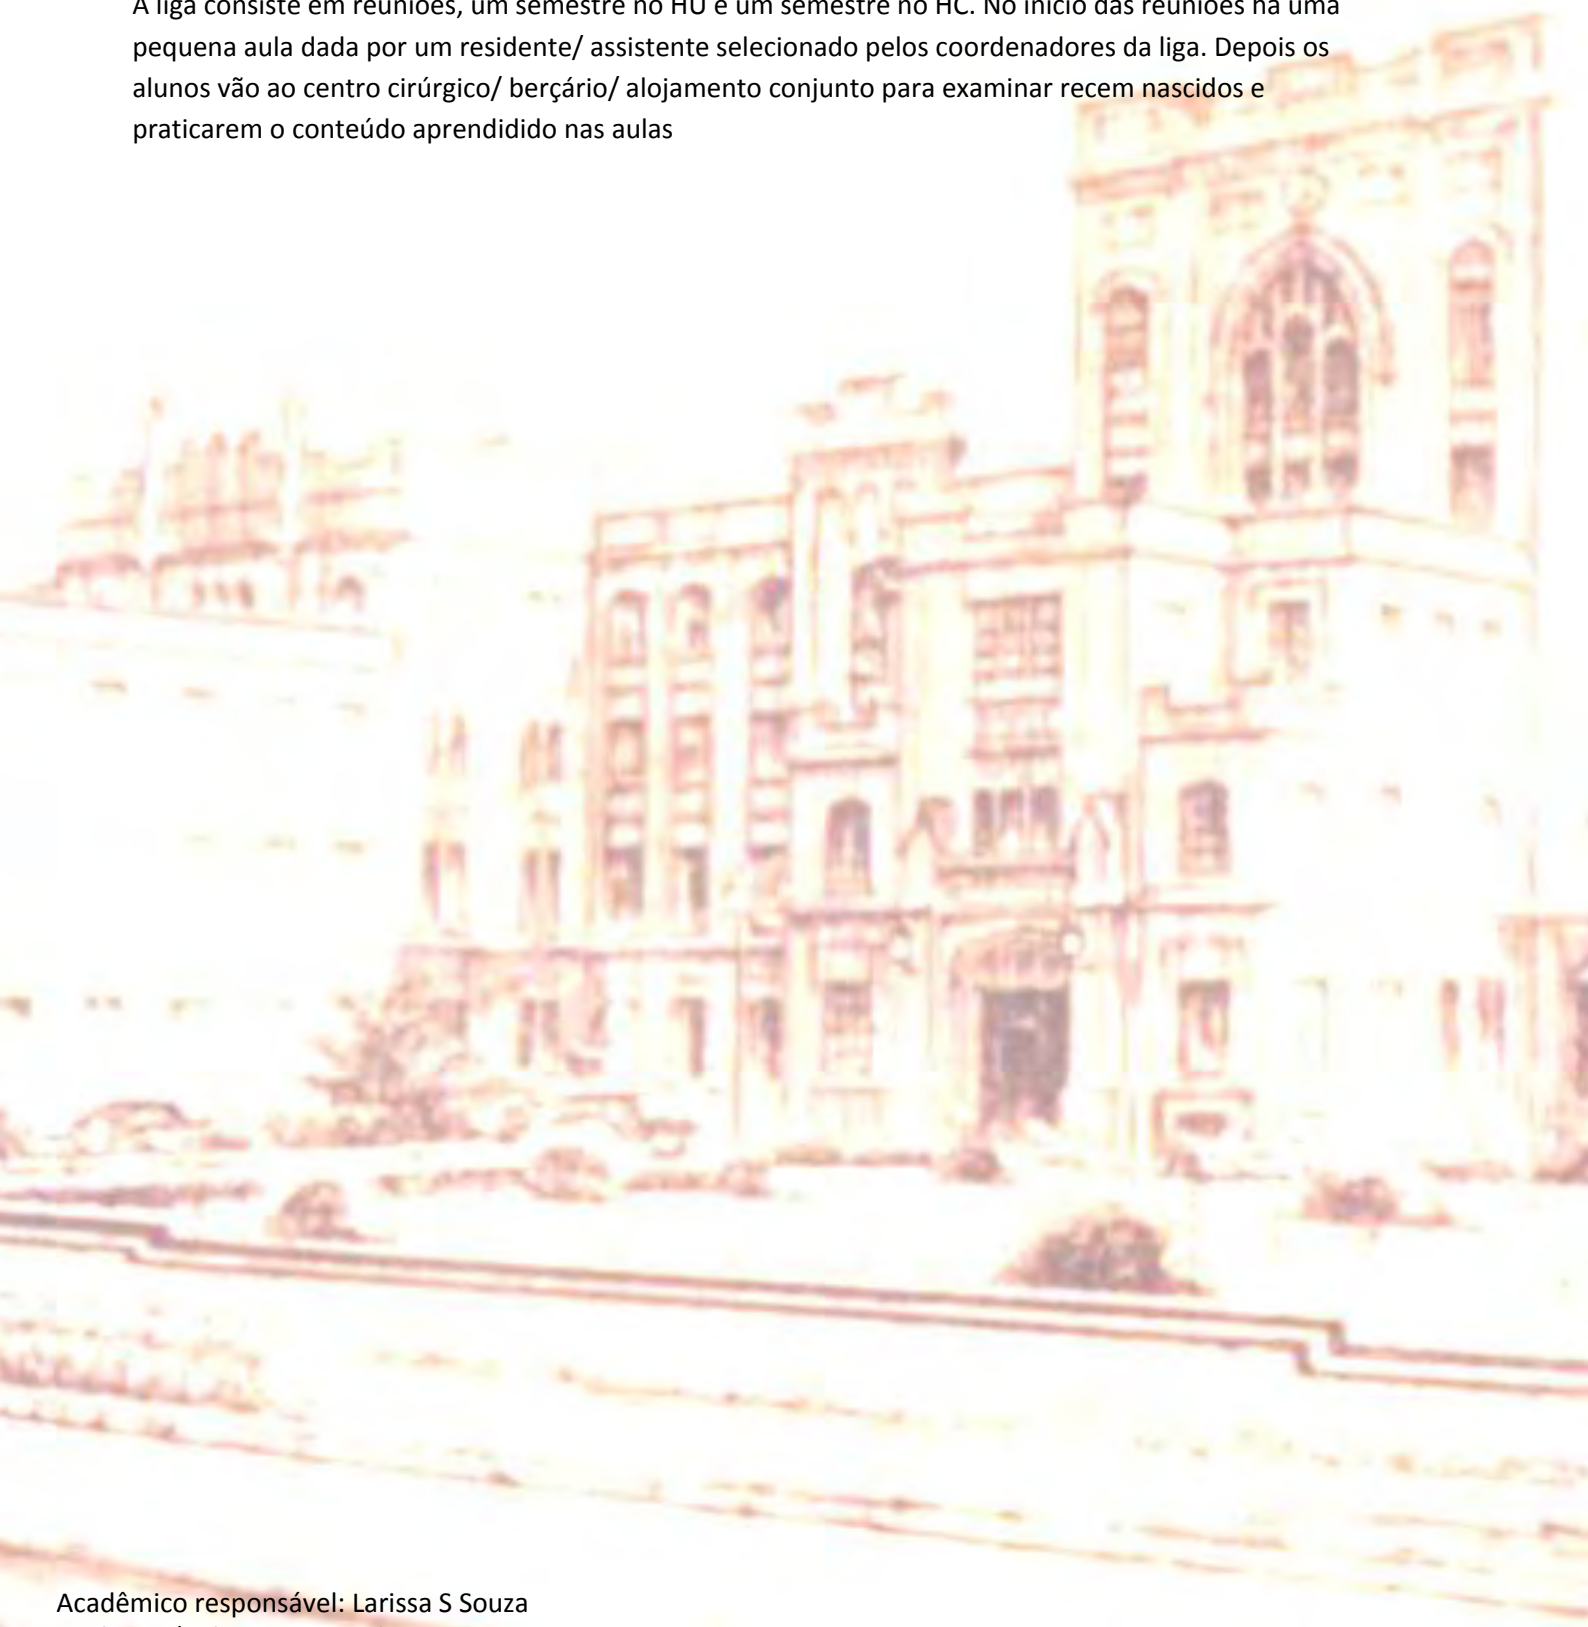 A liga consiste em reuniões, um semestre no HU e um semestre no HC. No início das reuniões há uma
pequena aula dada por um residente/ assistente selecionado pelos coordenadores da liga. Depois os
alunos vão ao centro cirúrgico/ berçário/ alojamento conjunto para examinar recem nascidos e
praticarem o conteúdo aprendidido nas aulas
Acadêmico responsável: Larissa S Souza